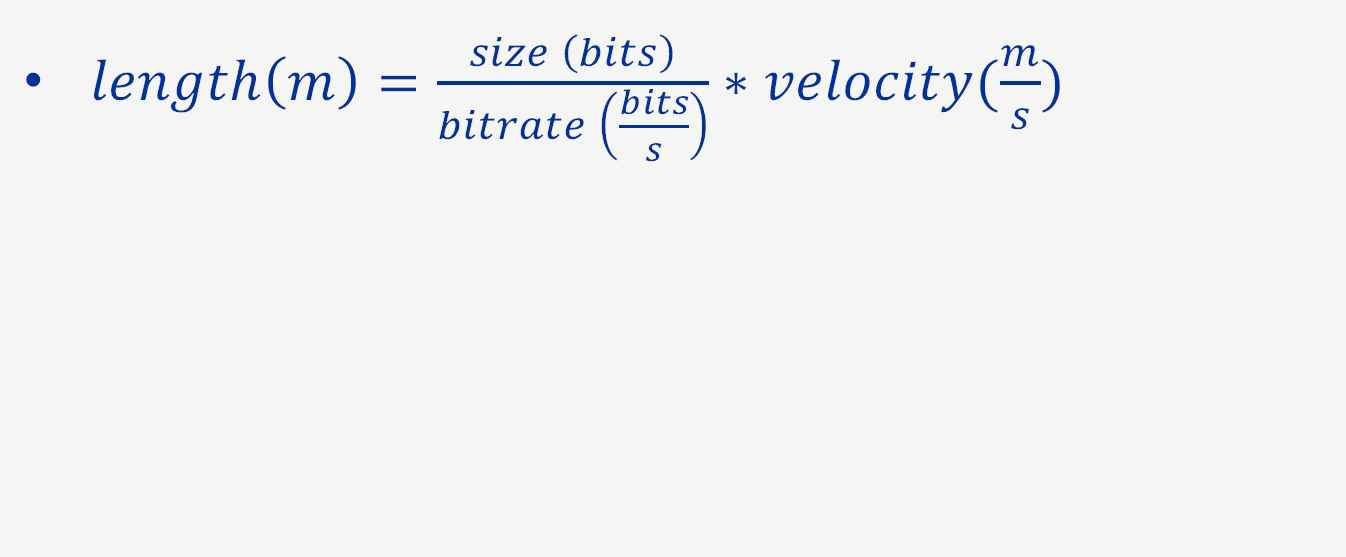 • length(m) = size (bits) / bitrate (bits/s) * velocity(m/s)